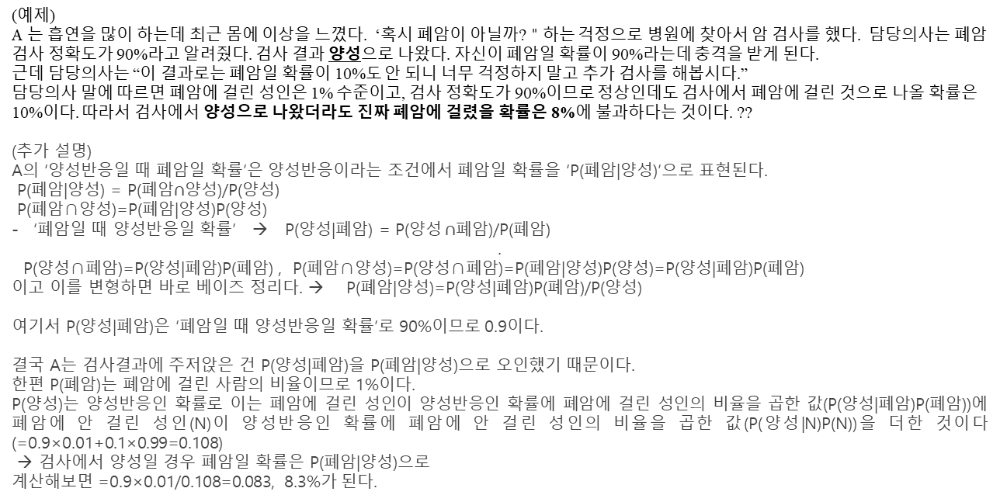 (예제)
A 는 흡연을 많이 하는데 최근 몸에 이상을 느꼈다. ‘혹시 폐암이 아닐까? " 하는 걱정으로 병원에 찾아서 암 검사를 했다. 담당의사는 폐암
검사 정확도가 90%라고 알려줬다. 검사 결과 양성으로 나왔다. 자신이 폐암일 확률이 90%라는데 충격을 받게 된다.
근데 담당의사는 “이 결과로는 폐암일 확률이 10%도 안 되니 너무 걱정하지 말고 추가 검사를 해봅시다.”
담당의사 말에 따르면 폐암에 걸린 성인은 1% 수준이고, 검사 정확도가 90%이므로 정상인데도 검사에서 폐암에 걸린 것으로 나올 확률은
10%이다. 따라서 검사에서 양성으로 나왔더라도 진짜 폐암에 걸렸을 확률은 8%에 불과하다는 것이다. ??
(추가 설명)
A의 ‘양성반응일 때 폐암일 확률’은 양성반응이라는 조건에서 폐암일 확률을 ‘P(폐암|양성)’으로 표현된다.
P(폐암|양성) = P(폐암∩양성)/P(양성)
P(폐암∩양성)=P(폐암|양성)P(양성)
- ‘폐암일 때 양성반응일 확률’ → P(양성|폐암) = P(양성∩폐암)/P(폐암)
.
P(양성∩폐암)=P(양성|폐암)P(폐암) , P(폐암∩양성)=P(양성∩폐암)=P(폐암|양성)P(양성)=P(양성|폐암)P(폐암)
이고 이를 변형하면 바로 베이즈 정리다. → P(폐암|양성)=P(양성|폐암)P(폐암)/P(양성)
여기서 P(양성|폐암)은 ‘폐암일 때 양성반응일 확률’로 90%이므로 0.9이다.
결국 A는 검사결과에 주저앉은 건 P(양성|폐암)을 P(폐암|양성)으로 오인했기 때문이다.
한편 P(폐암)는 폐암에 걸린 사람의 비율이므로 1%이다.
P(양성)는 양성반응인 확률로 이는 폐암에 걸린 성인이 양성반응인 확률에 폐암에 걸린 성인의 비율을 곱한 값(P(양성|폐암)P(폐암))에
폐암에 안 걸린 성인(N)이 양성반응인 확률에 폐암에 안 걸린 성인의 비율을 곱한 값(P(양성|N)P(N))을 더한 것이다
(=0.9×0.01+0.1×0.99=0.108)
→ 검사에서 양성일 경우 폐암일 확률은 P(폐암|양성)으로
계산해보면 =0.9×0.01/0.108=0.083, 8.3%가 된다.